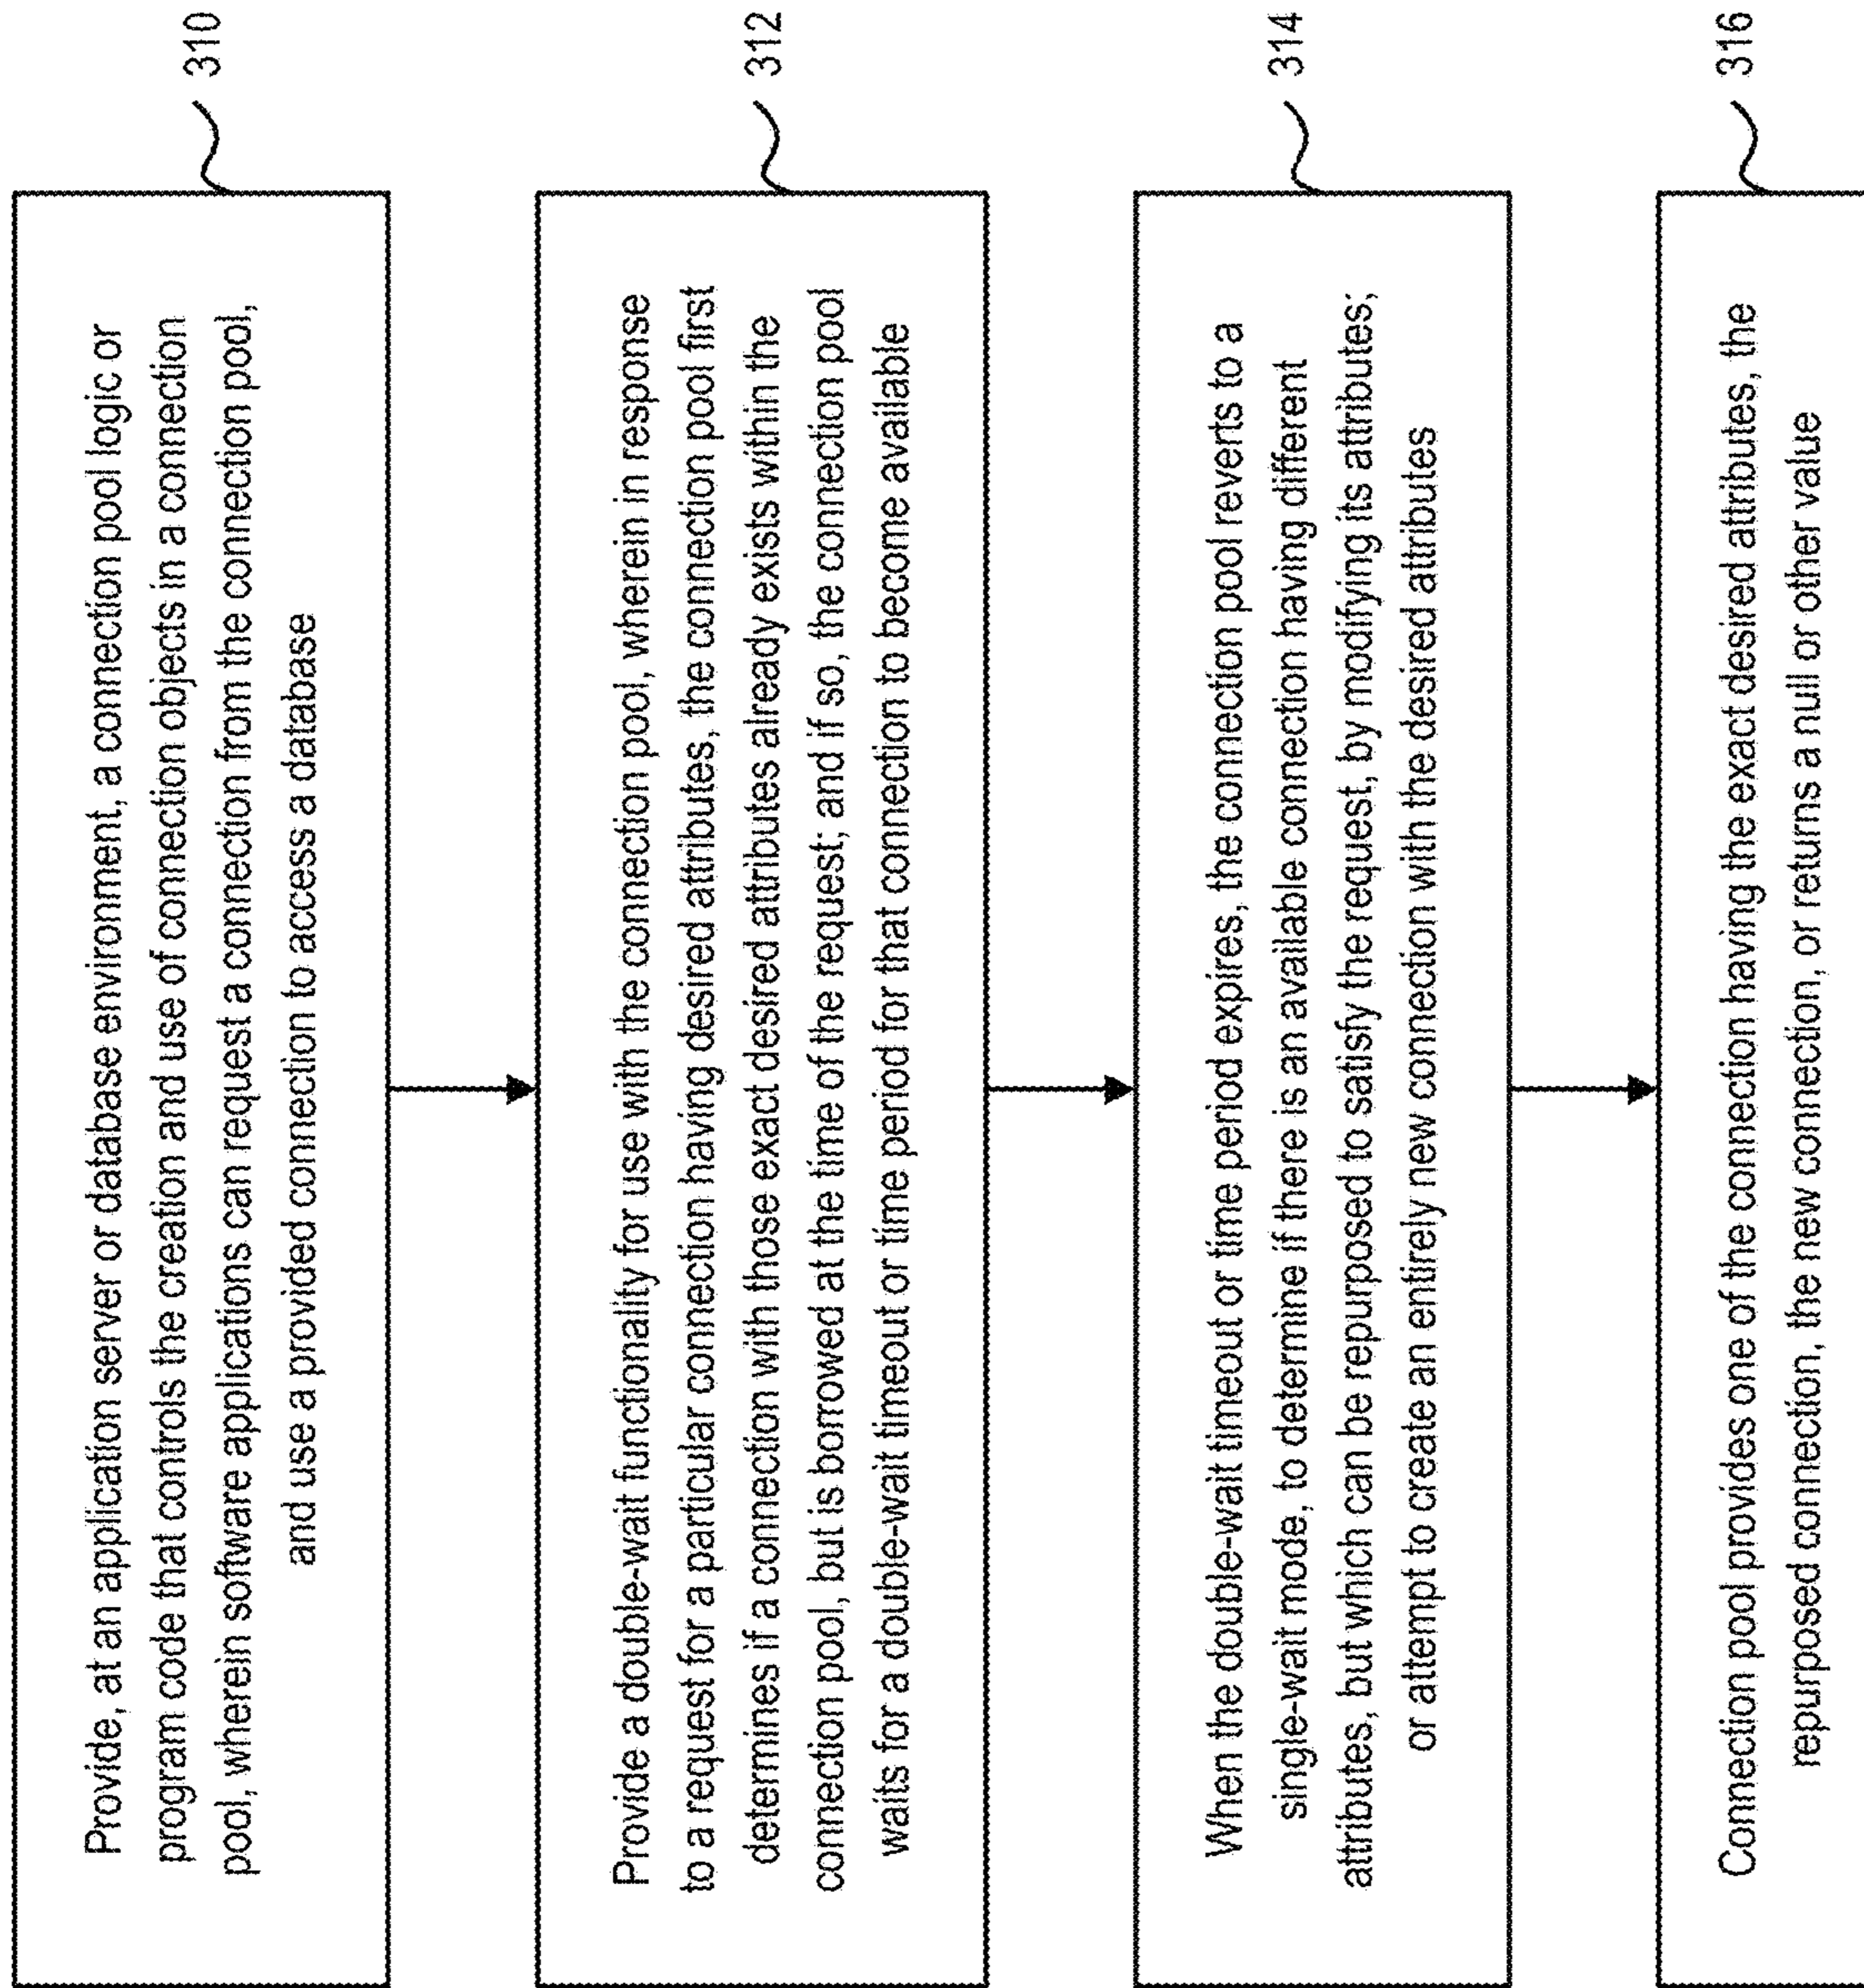 Provide, at an application server or database environment, a connection pool logic or
program code that controls the creation and use of connection objects in a connection
pool, wherein software applications can request a connection from the connection pool,
and use a provided connection to access a database
310
Provide a double-wait functionality for use with the connection pool, wherein in response
to a request for a particular connection having desired attributes, the connection pool first
determines if a connection with those exact desired attributes already exists within the
connection pool, but is borrowed at the time of the request; and if so, the connection pool
waits for a double-wait timeout or time period for that connection to become available
312
When the double-wait timeout or time period expires, the connection pool reverts to a
single-wait mode, to determine if there is an available connection having different
attributes, but which can be repurposed to satisfy the request, by modifying its attributes;
or attempt to create an entirely new connection with the desired attributes
314
Connection pool provides one of the connection having the exact desired attributes, the
repurposed connection, the new connection, or returns a null or other value
316